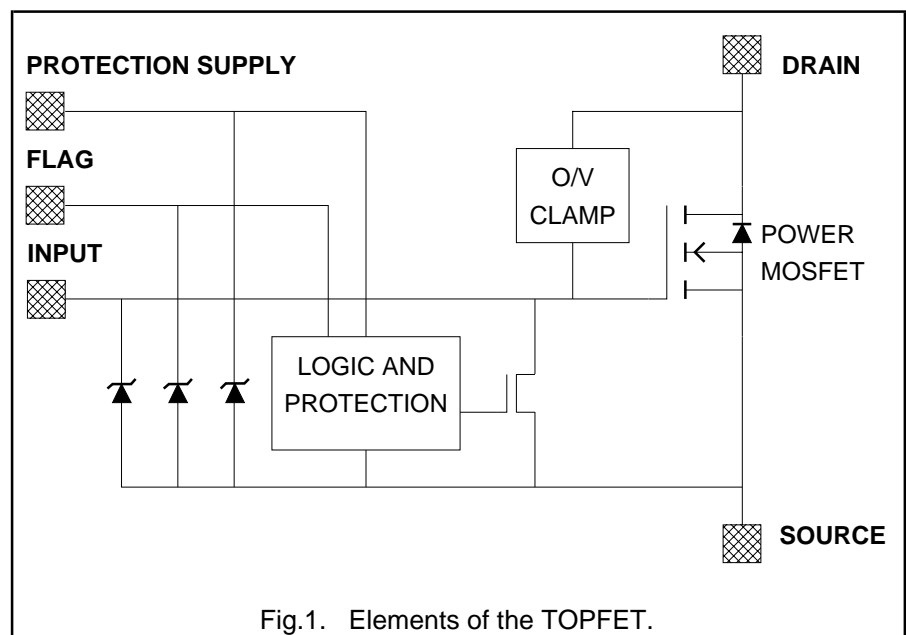 PROTECTION SUPPLY
DRAIN
FLAG
O/V
CLAMP
INPUT
POWER
MOSFET
LOGIC AND
PROTECTION
SOURCE
Fig.1. Elements of the TOPFET.